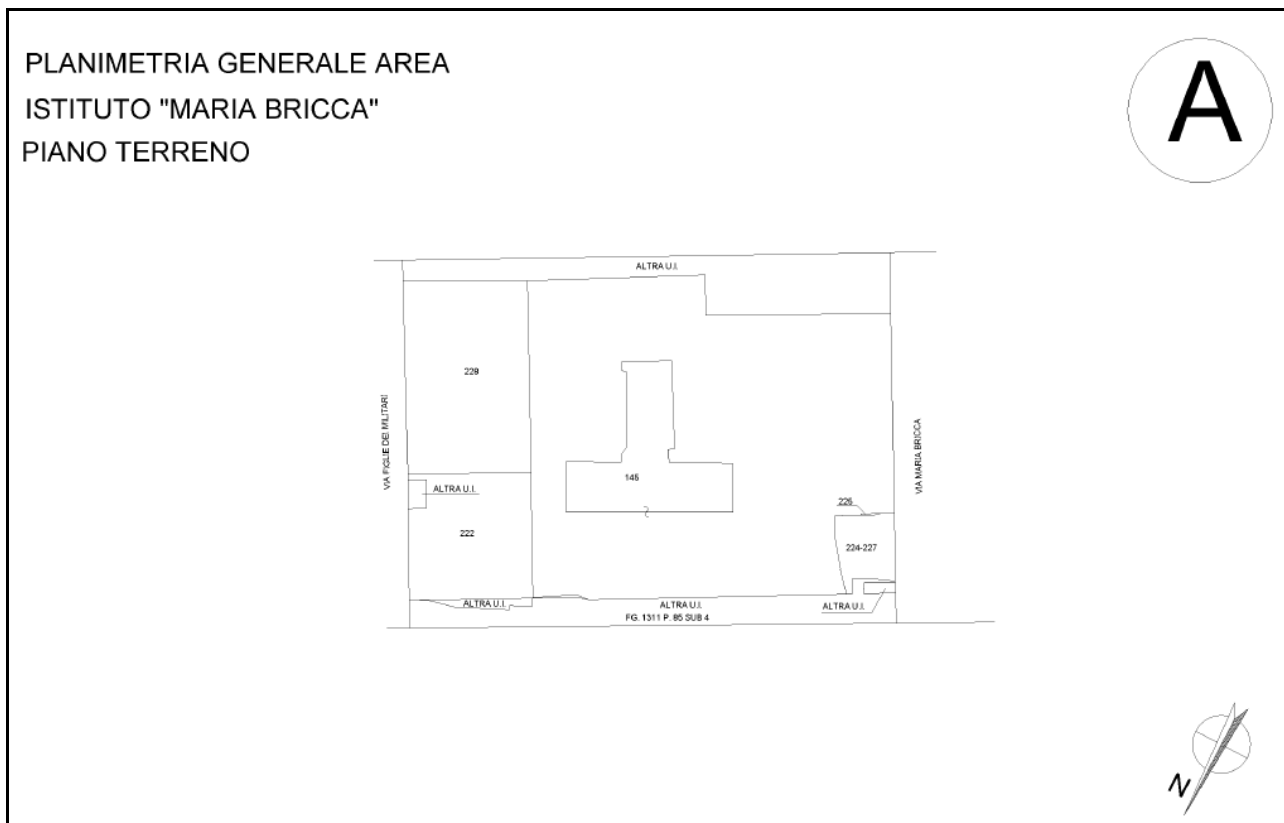 PLANIMETRIA GENERALE AREA
ISTITUTO "MARIA BRICCA"
PIANO TERRENO
A
ALTRA U.I.
229
VIA FIGLIE DEI MILITARI
VIA MARIA BRICCA
145
ALTRA U.I.
222
226
224-227
ALTRA U.I.
ALTRA U.I.
ALTRA U.I.
FG. 1311 P. 85 SUB 4
N